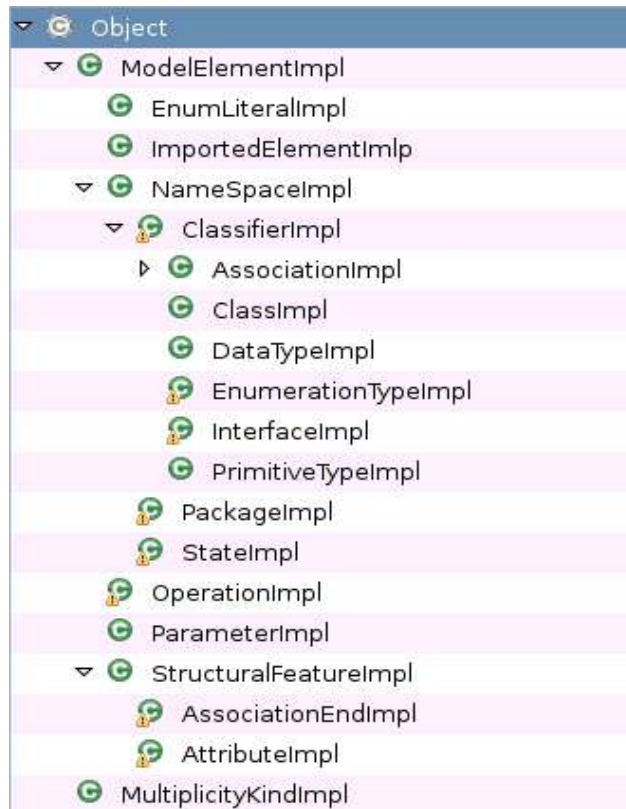 Object
ModelElementImpl
EnumLiteralImpl
ImportedElementImlp
NameSpaceImpl
ClassifierImpl
AssociationImpl
ClassImpl
DataTypeImpl
EnumerationTypeImpl
InterfaceImpl
PrimitiveTypeImpl
PackageImpl
StateImpl
OperationImpl
ParameterImpl
StructuralFeatureImpl
AssociationEndImpl
AttributeImpl
MultiplicityKindImpl